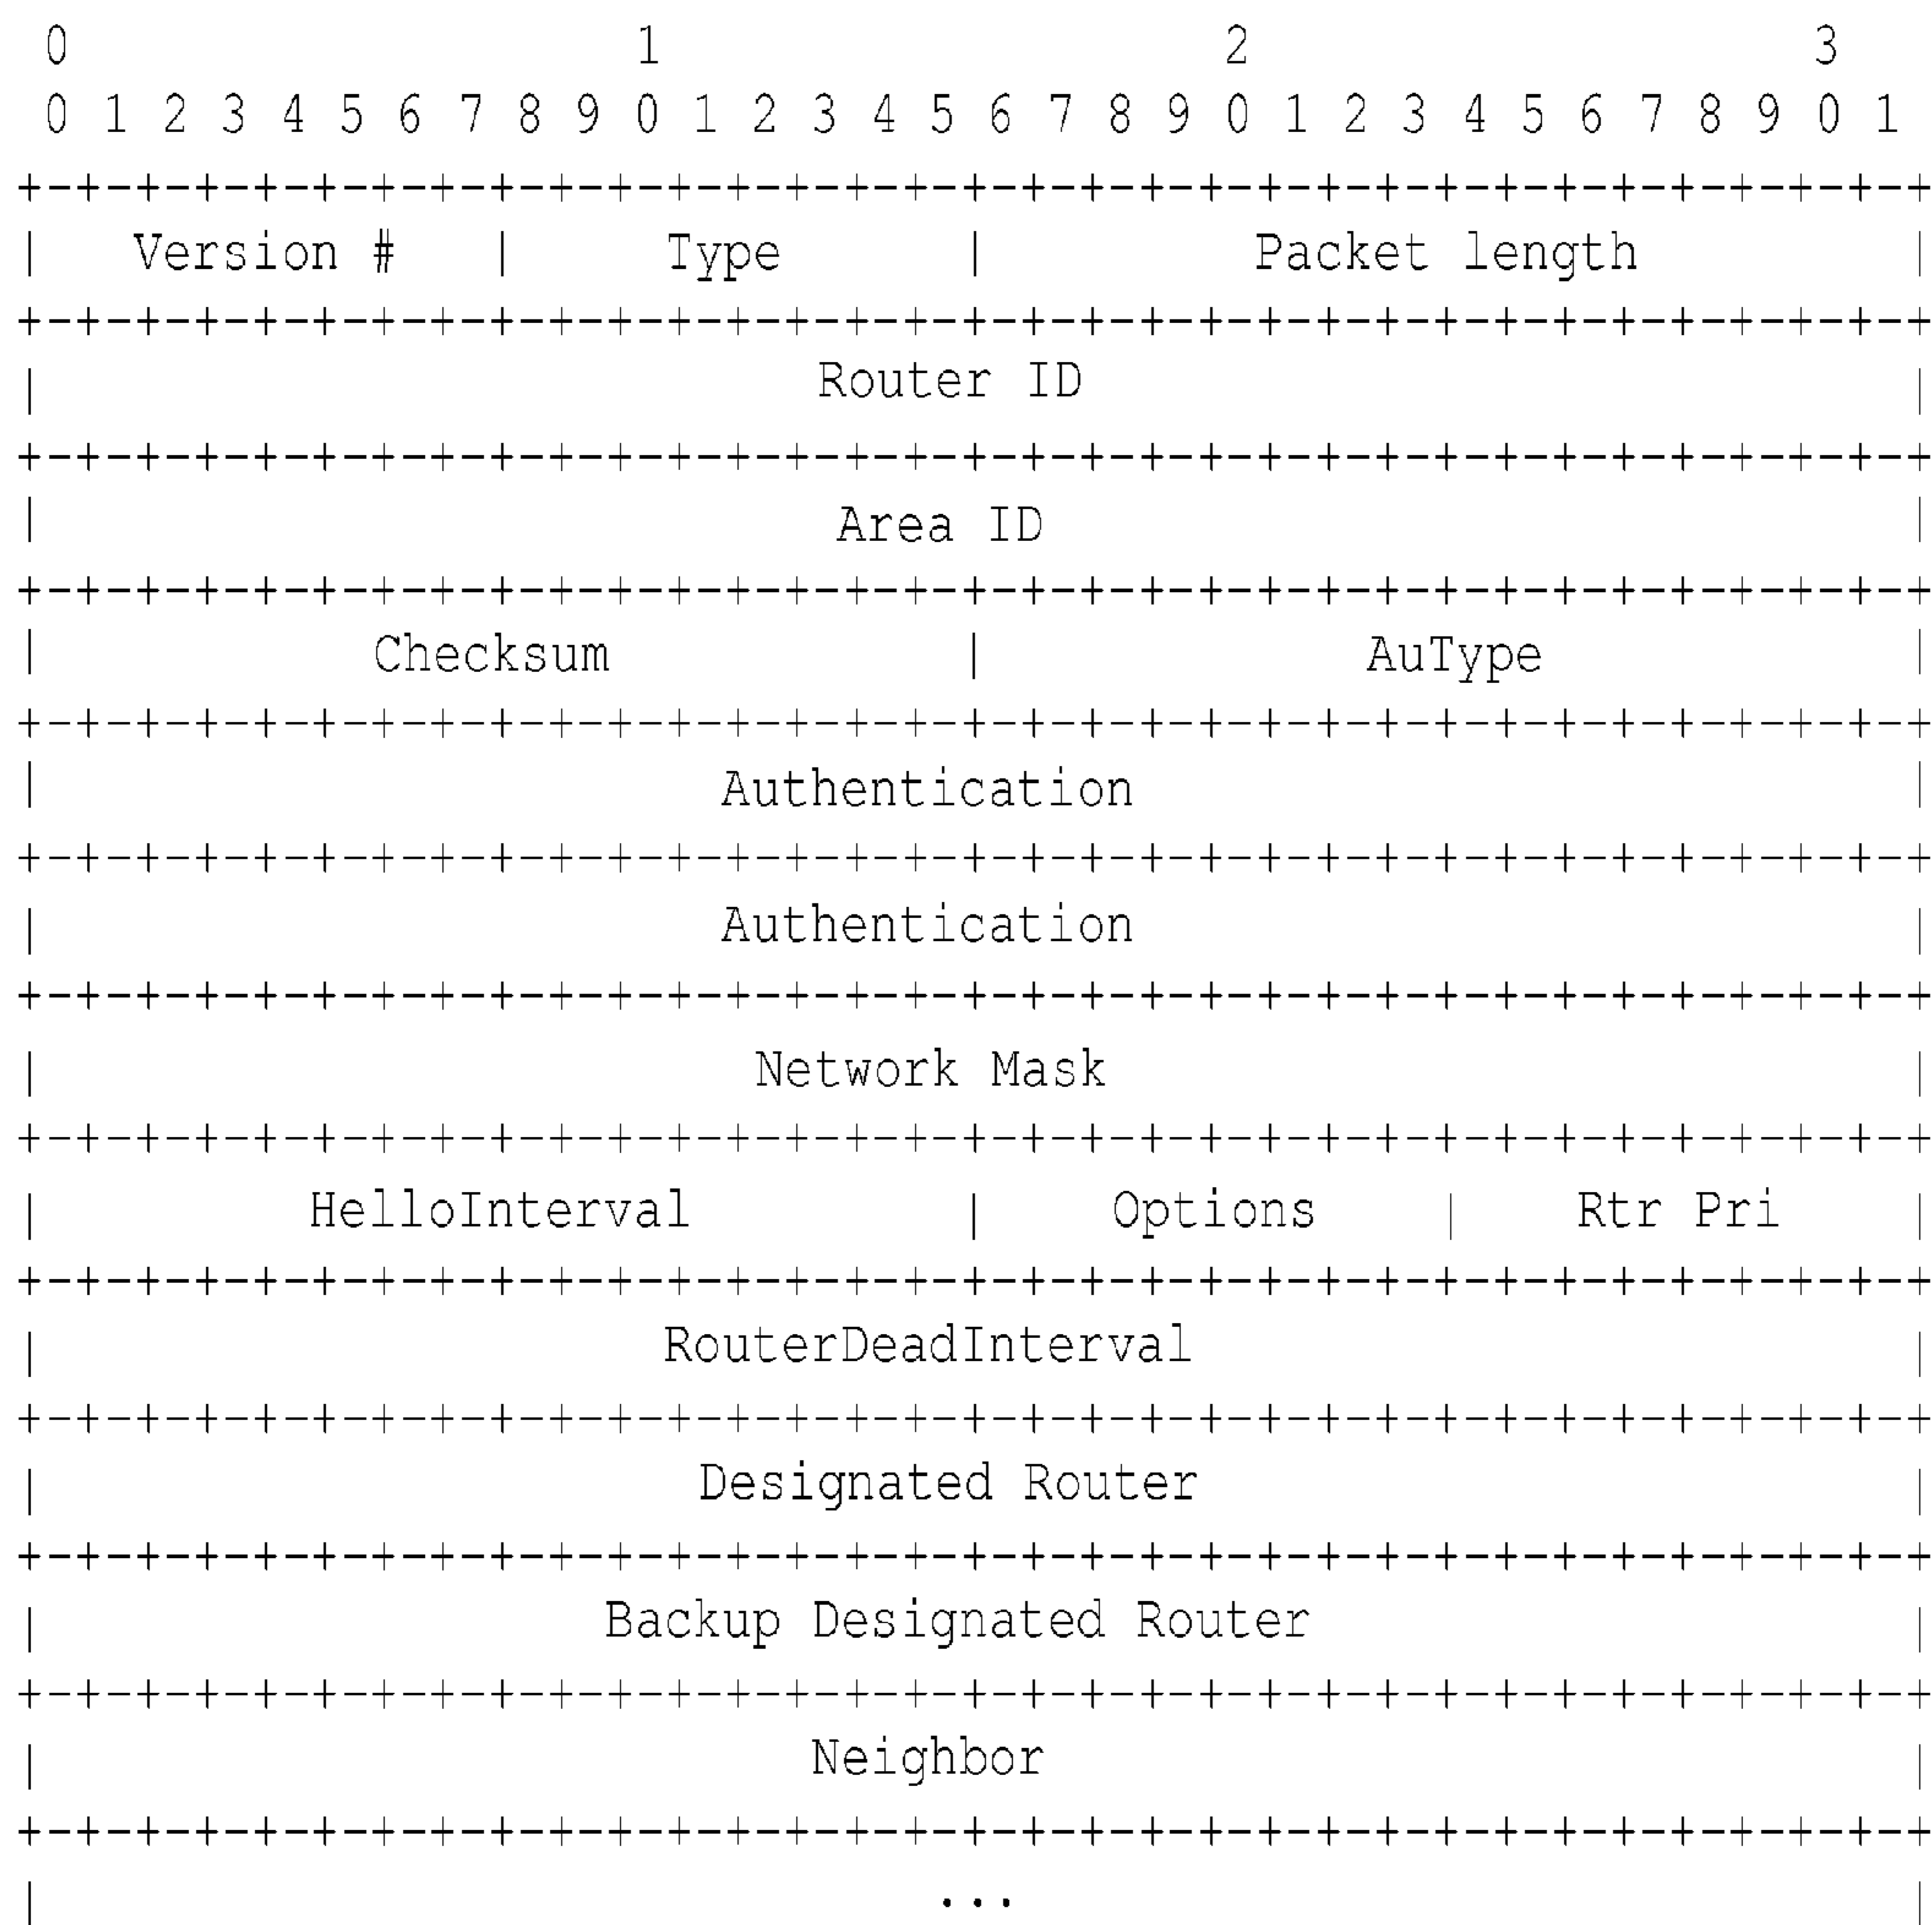 0                   1                   2                   3
0 1 2 3 4 5 6 7 8 9 0 1 2 3 4 5 6 7 8 9 0 1 2 3 4 5 6 7 8 9 0 1
+-+-+-+-+-+-+-+-+-+-+-+-+-+-+-+-+-+-+-+-+-+-+-+-+-+-+-+-+-+-+-+-+
| Version # | Type | Packet length |
+-+-+-+-+-+-+-+-+-+-+-+-+-+-+-+-+-+-+-+-+-+-+-+-+-+-+-+-+-+-+-+-+
| Router ID |
+-+-+-+-+-+-+-+-+-+-+-+-+-+-+-+-+-+-+-+-+-+-+-+-+-+-+-+-+-+-+-+-+
| Area ID |
+-+-+-+-+-+-+-+-+-+-+-+-+-+-+-+-+-+-+-+-+-+-+-+-+-+-+-+-+-+-+-+-+
| Checksum | AuType |
+-+-+-+-+-+-+-+-+-+-+-+-+-+-+-+-+-+-+-+-+-+-+-+-+-+-+-+-+-+-+-+-+
| Authentication |
+-+-+-+-+-+-+-+-+-+-+-+-+-+-+-+-+-+-+-+-+-+-+-+-+-+-+-+-+-+-+-+-+
| Authentication |
+-+-+-+-+-+-+-+-+-+-+-+-+-+-+-+-+-+-+-+-+-+-+-+-+-+-+-+-+-+-+-+-+
| Network Mask |
+-+-+-+-+-+-+-+-+-+-+-+-+-+-+-+-+-+-+-+-+-+-+-+-+-+-+-+-+-+-+-+-+
| HelloInterval | Options | Rtr Pri |
+-+-+-+-+-+-+-+-+-+-+-+-+-+-+-+-+-+-+-+-+-+-+-+-+-+-+-+-+-+-+-+-+
| RouterDeadInterval |
+-+-+-+-+-+-+-+-+-+-+-+-+-+-+-+-+-+-+-+-+-+-+-+-+-+-+-+-+-+-+-+-+
| Designated Router |
+-+-+-+-+-+-+-+-+-+-+-+-+-+-+-+-+-+-+-+-+-+-+-+-+-+-+-+-+-+-+-+-+
| Backup Designated Router |
+-+-+-+-+-+-+-+-+-+-+-+-+-+-+-+-+-+-+-+-+-+-+-+-+-+-+-+-+-+-+-+-+
| Neighbor |
+-+-+-+-+-+-+-+-+-+-+-+-+-+-+-+-+-+-+-+-+-+-+-+-+-+-+-+-+-+-+-+-+
| ... |